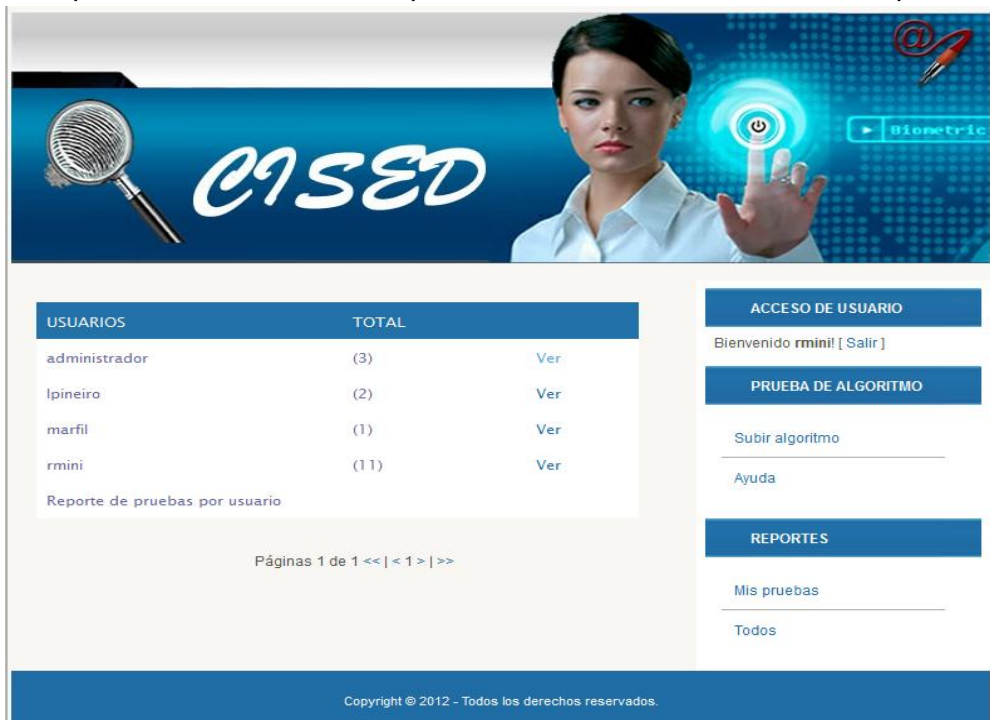 CISED
Biometric
USUARIOS TOTAL
administrador (3) Ver
lpineiro (2) Ver
marfil (1) Ver
rmini (11) Ver
Reporte de pruebas por usuario
Páginas 1 de 1 << | < 1 > | >>
ACCESO DE USUARIO
Bienvenido rmini! [ Salir ]
PRUEBA DE ALGORITMO
Subir algoritmo
Ayuda
REPORTES
Mis pruebas
Todos
Copyright © 2012 - Todos los derechos reservados.